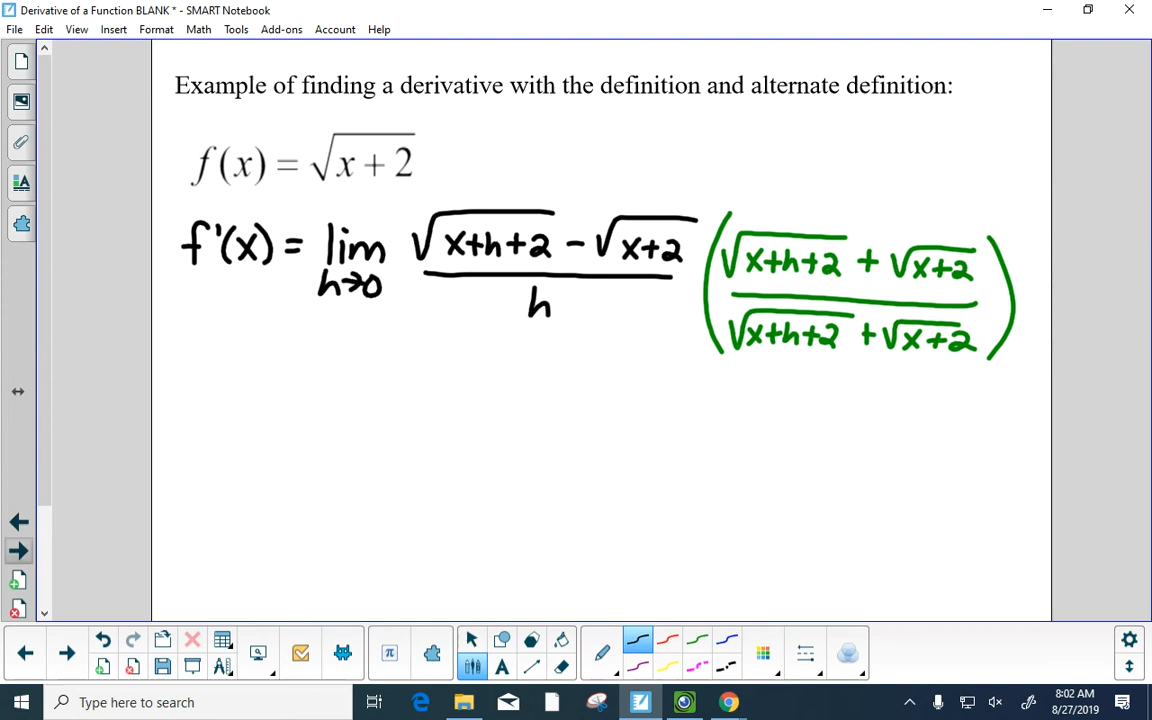 Derivative of a Function BLANK * - SMART Notebook
File Edit View Insert Format Math Tools Add-ons Account Help
Example of finding a derivative with the definition and alternate definition:
f(x) = √(x + 2)
f'(x) = lim h→0 (√(x+h+2) - √(x+2)) / h ((√(x+h+2) + √(x+2)) / (√(x+h+2) + √(x+2)))
π
A
Type here to search
8:02 AM
8/27/2019